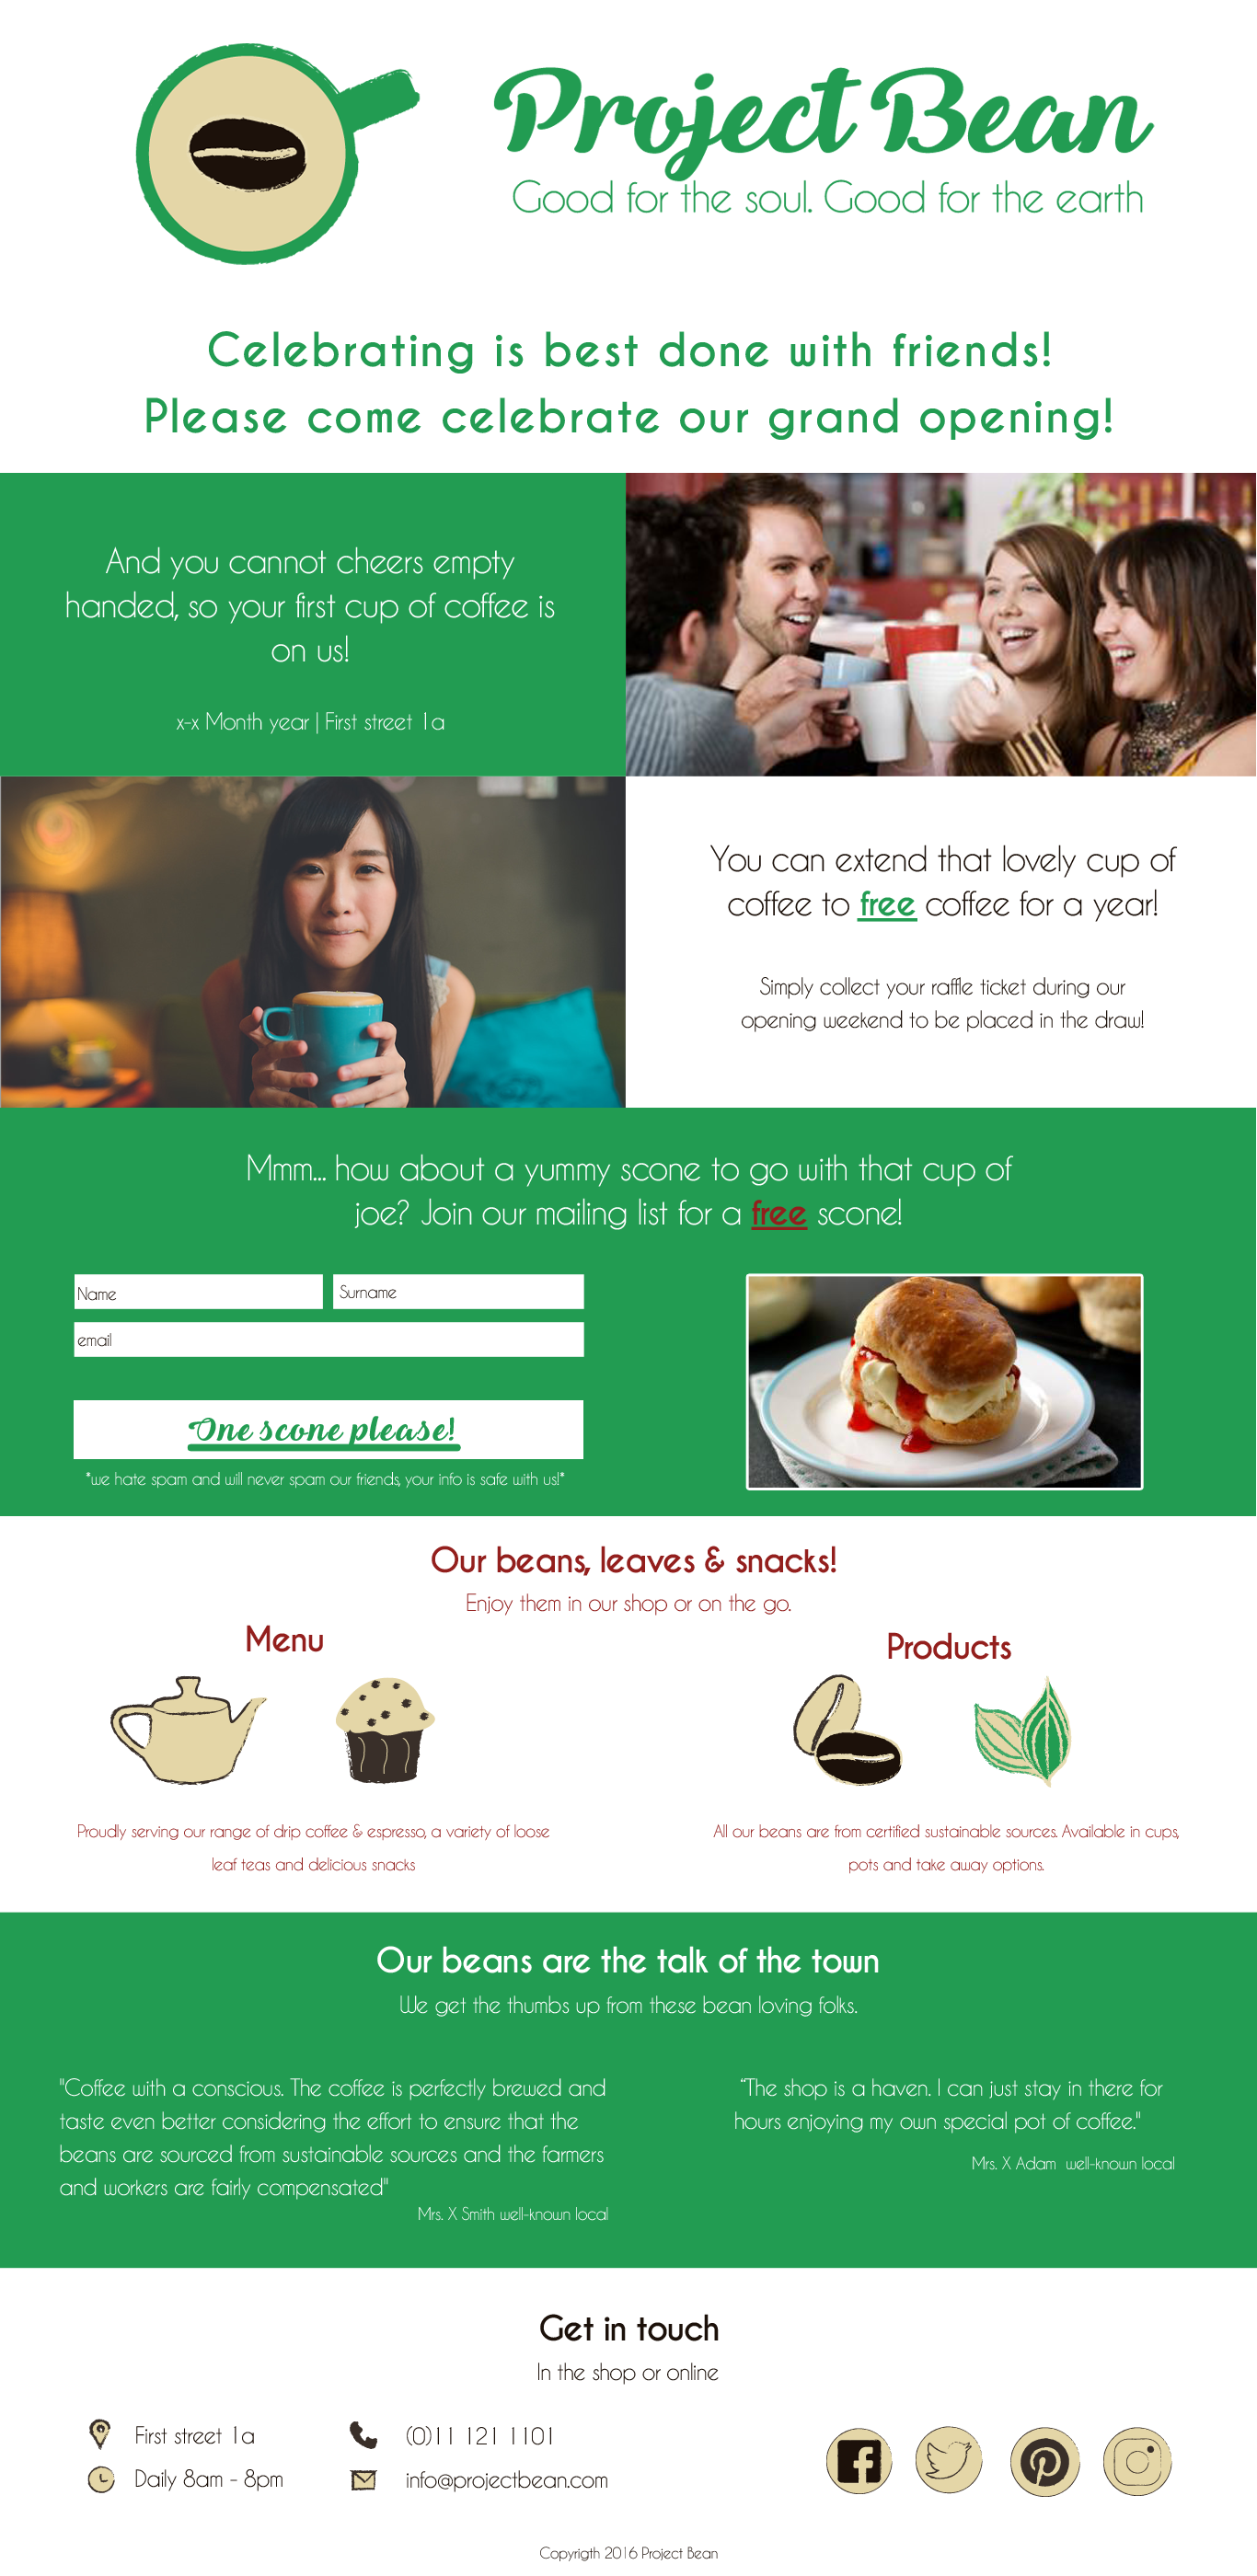 Project Bean
Good for the soul. Good for the earth
Celebrating is best done with friends!
Please come celebrate our grand opening!
And you cannot cheers empty
handed, so your first cup of coffee is
on us!
x-x Month year | First street 1a
You can extend that lovely cup of
coffee to free coffee for a year!
Simply collect your raffle ticket during our
opening weekend to be placed in the draw!
Mmm... how about a yummy scone to go with that cup of
joe? Join our mailing list for a free scone!
Name
Surname
email
One scone please!
*we hate spam and will never spam our friends, your info is safe with us!*
Our beans, leaves & snacks!
Enjoy them in our shop or on the go.
Menu
Proudly serving our range of drip coffee & espresso, a variety of loose
leaf teas and delicious snacks
Products
All our beans are from certified sustainable sources. Available in cups,
pots and take away options.
Our beans are the talk of the town
We get the thumbs up from these bean loving folks.
"Coffee with a conscious. The coffee is perfectly brewed and
taste even better considering the effort to ensure that the
beans are sourced from sustainable sources and the farmers
and workers are fairly compensated"
Mrs. X Smith well-known local
“The shop is a haven. I can just stay in there for
hours enjoying my own special pot of coffee."
Mrs. X Adam well-known local
Get in touch
In the shop or online
First street 1a
Daily 8am - 8pm
(0)11 121 1101
info@projectbean.com
Copyrigth 2016 Project Bean